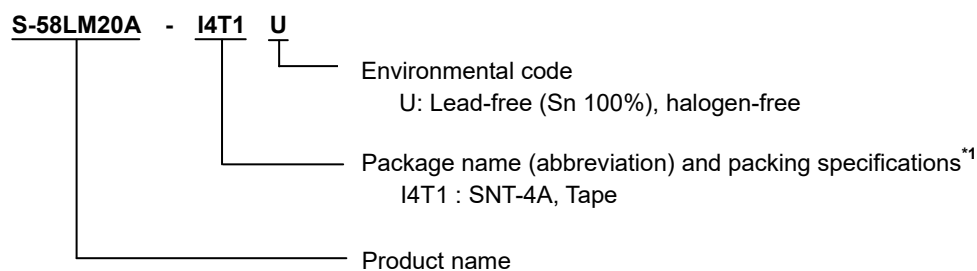 S-58LM20A - I4T1 U
Environmental code
U: Lead-free (Sn 100%), halogen-free
Package name (abbreviation) and packing specifications*1
I4T1 : SNT-4A, Tape
Product name